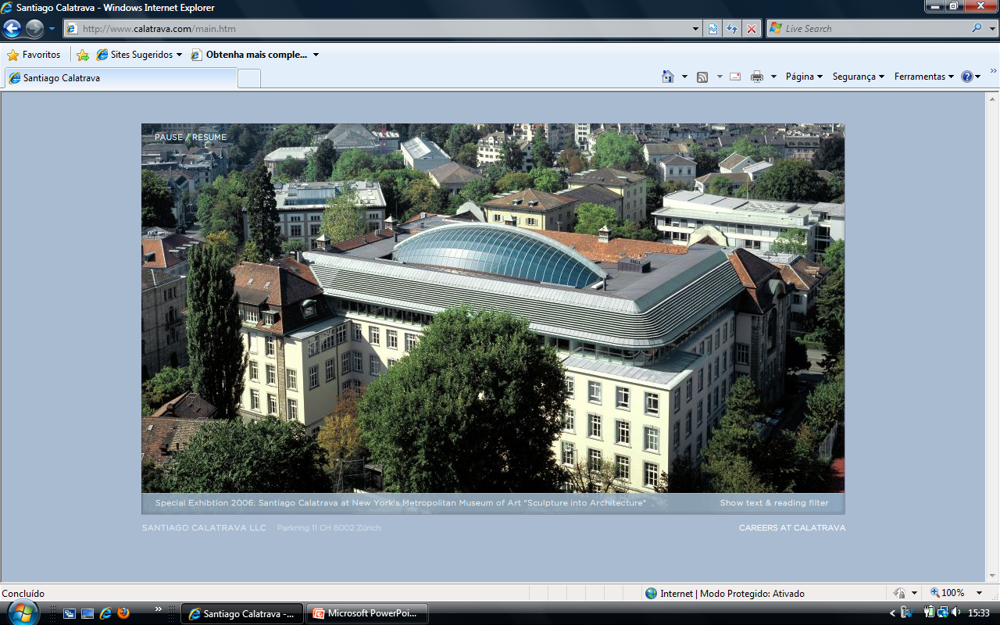 Santiago Calatrava - Windows Internet Explorer
http://www.calatrava.com/main.htm
Live Search
Favoritos
Sites Sugeridos
Obtenha mais comple...
Santiago Calatrava
Página
Segurança
Ferramentas
PAUSE / RESUME
Special Exhibtion 2006: Santiago Calatrava at New York's Metropolitan Museum of Art "Sculpture into Architecture"
Show text & reading filter
SANTIAGO CALATRAVA LLC Parkring 11 CH 8002 Zürich
CAREERS AT CALATRAVA
Concluído
Internet | Modo Protegido: Ativado
100%
Santiago Calatrava -...
Microsoft PowerPoi...
15:33